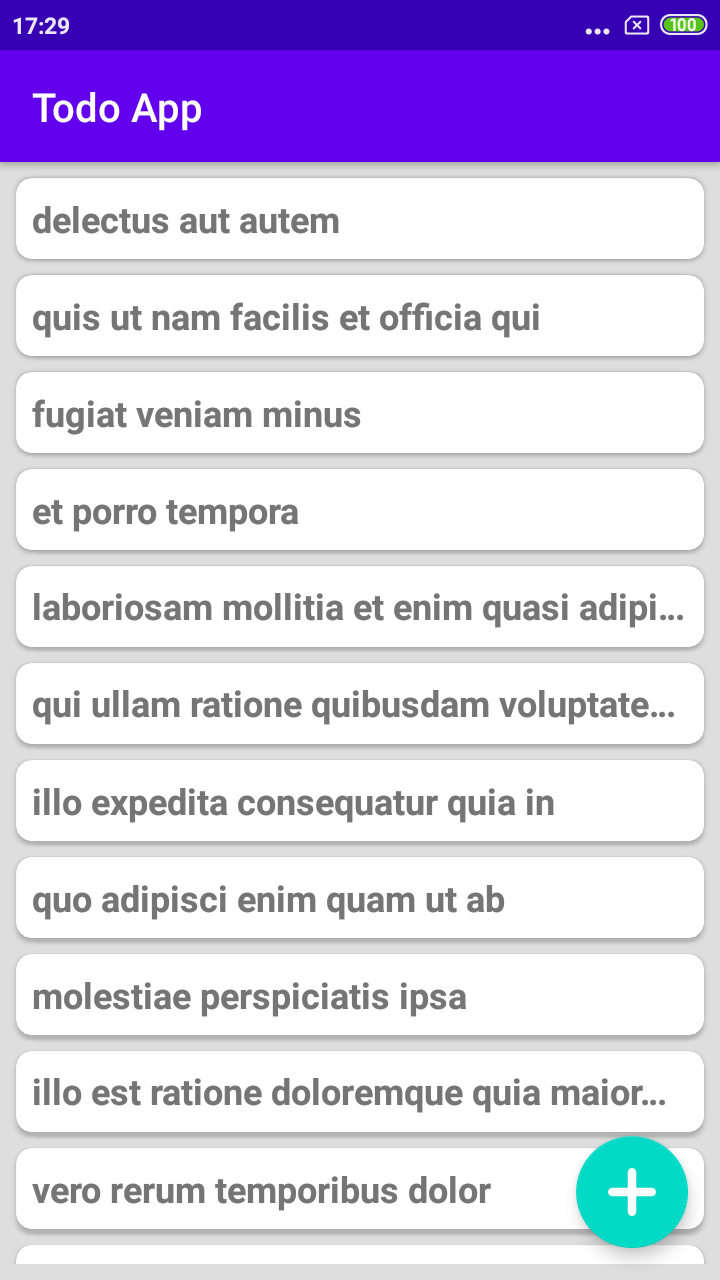 17:29
100
Todo App
delectus aut autem
quis ut nam facilis et officia qui
fugiat veniam minus
et porro tempora
laboriosam mollitia et enim quasi adipi...
qui ullam ratione quibusdam voluptate...
illo expedita consequatur quia in
quo adipisci enim quam ut ab
molestiae perspiciatis ipsa
illo est ratione doloremque quia maior...
vero rerum temporibus dolor